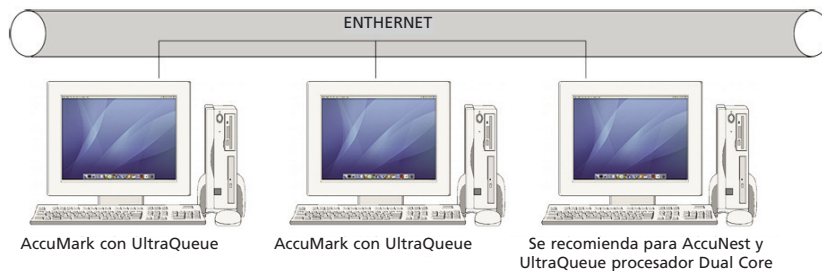 ENTHERNET
AccuMark con UltraQueue
AccuMark con UltraQueue
Se recomienda para AccuNest y
UltraQueue procesador Dual Core